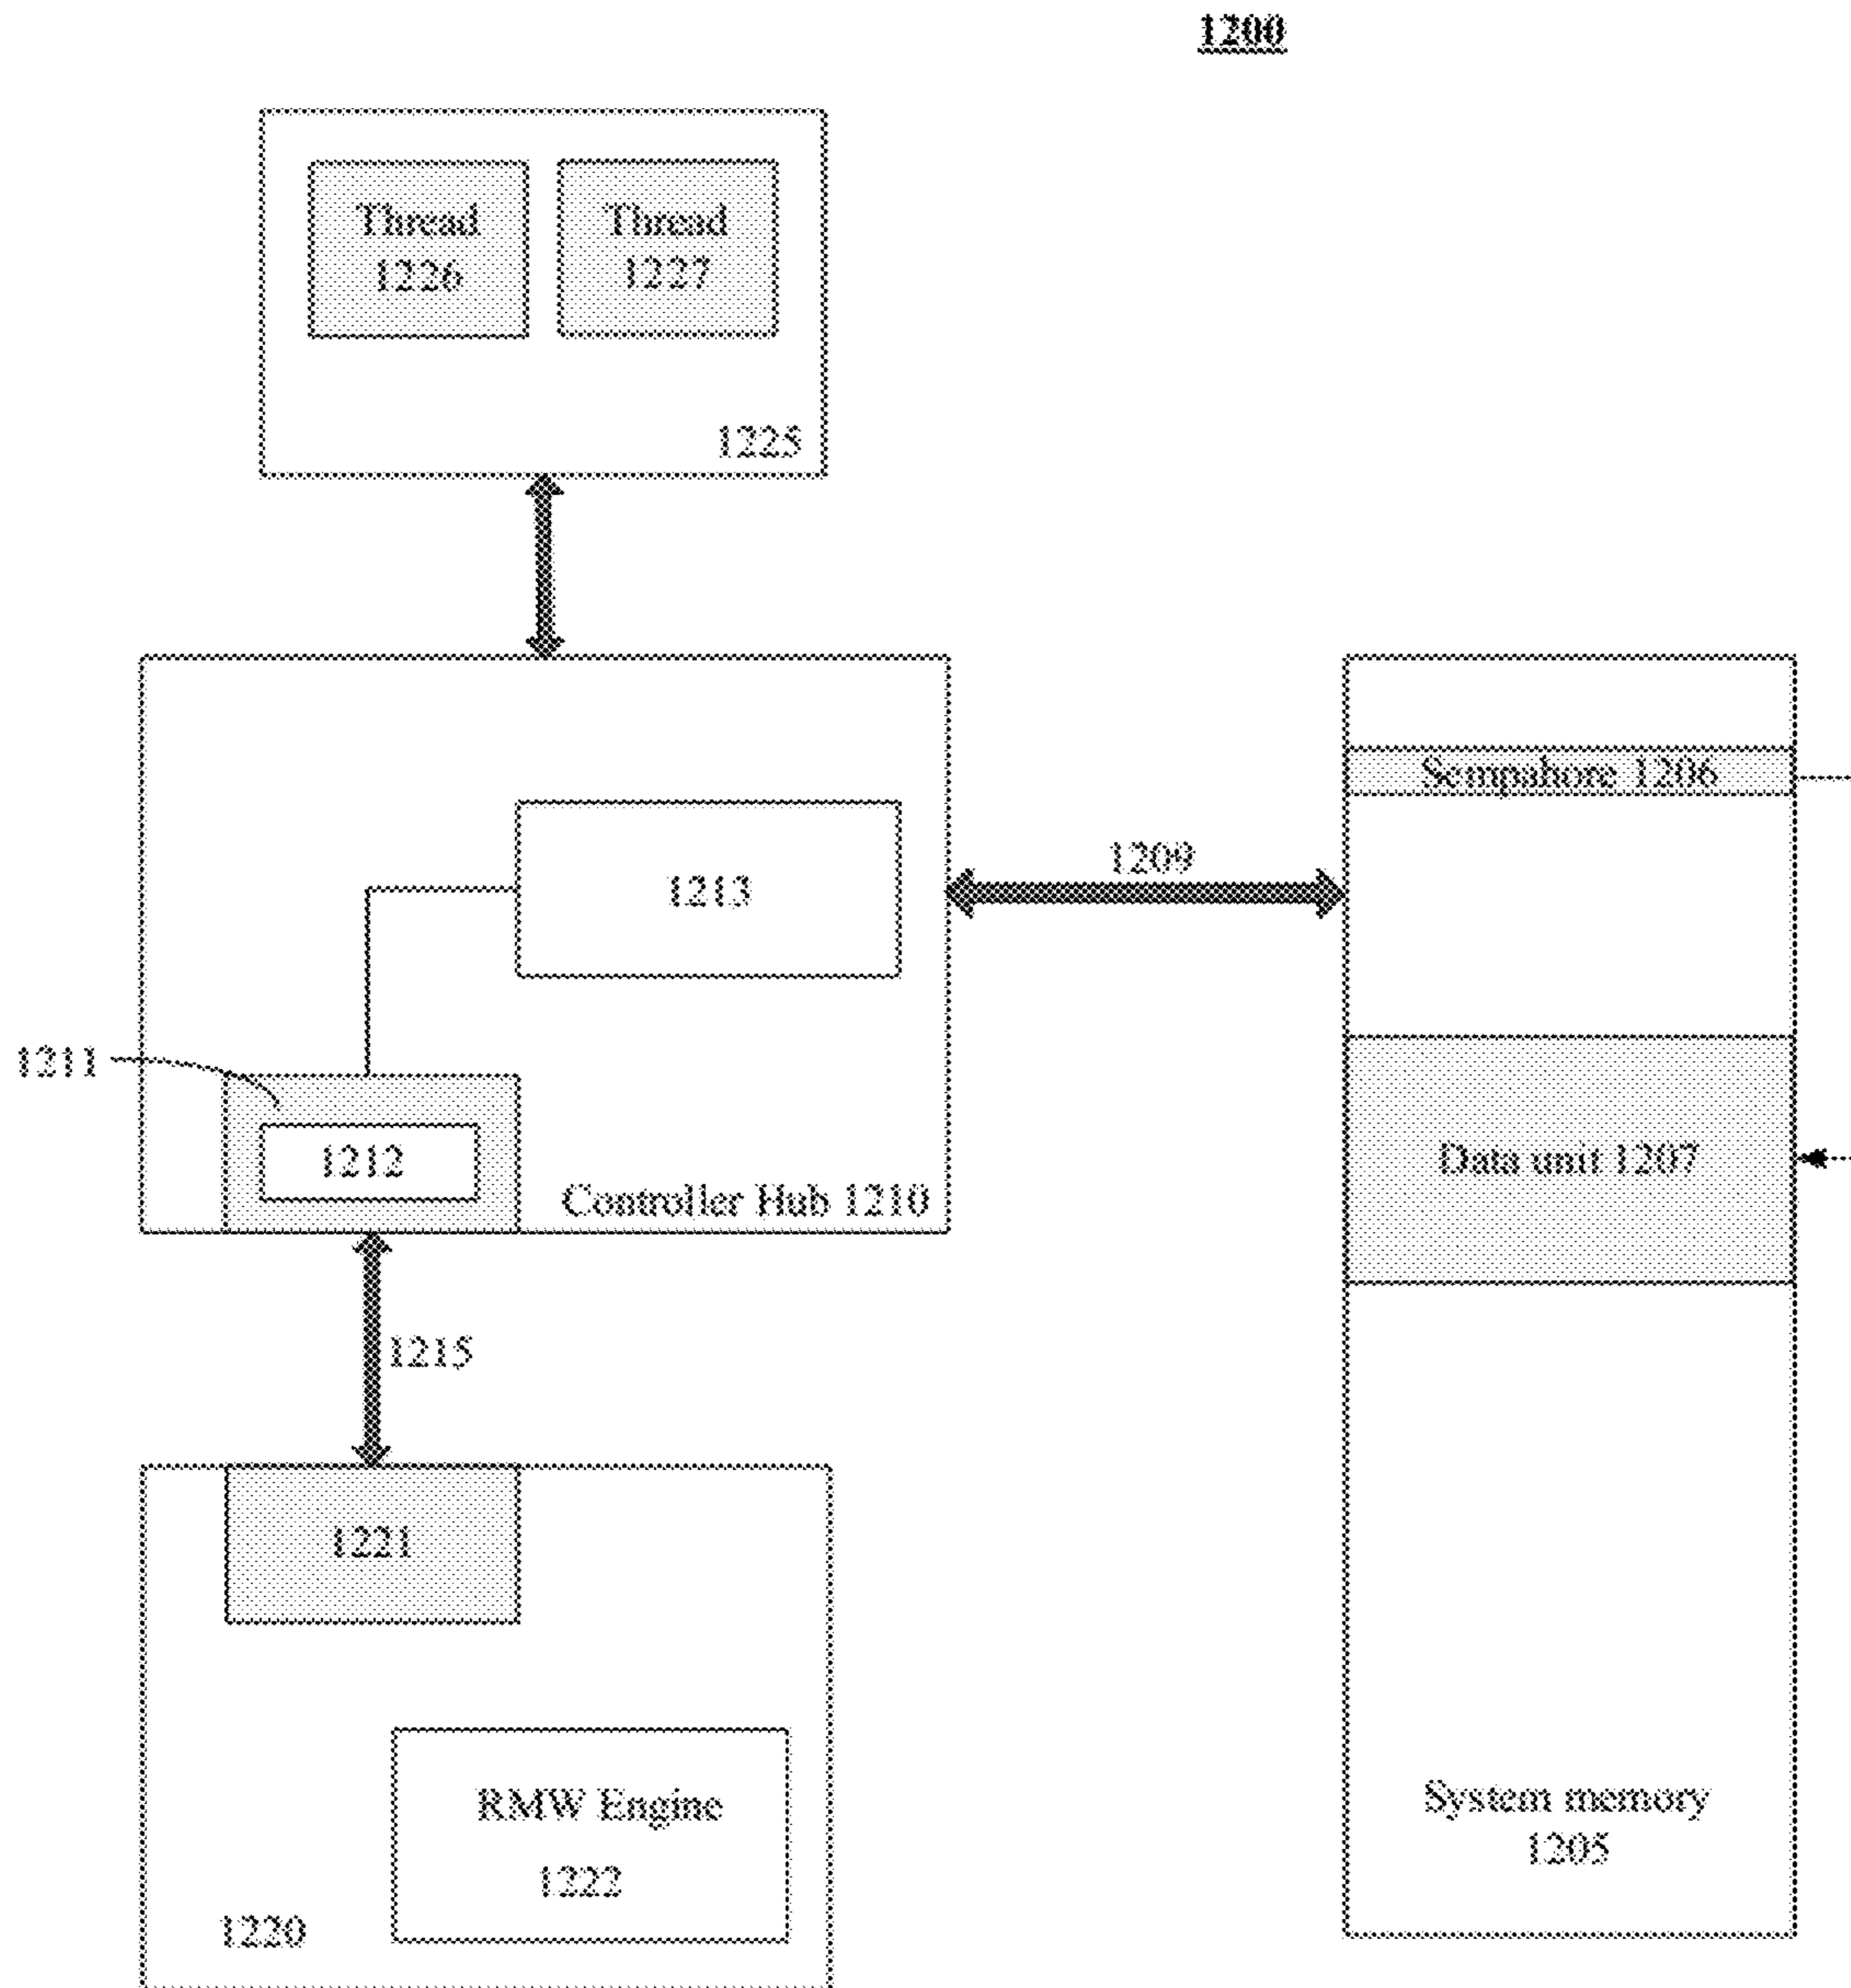 1200
Thread
1226
Thread
1227
1225
Sempahore 1206
1209
1213
1211
1212
Data unit 1207
Controller Hub 1210
1215
1221
RMW Engine
1222
System memory
1205
1220